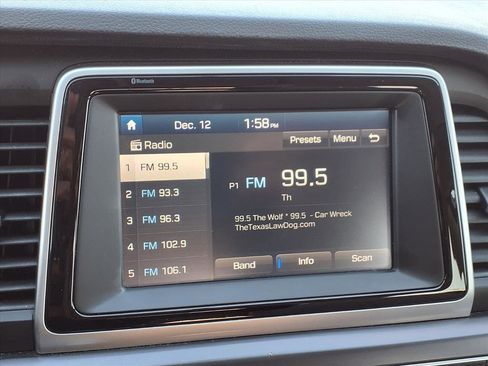 Bluetooth
Dec. 12 1:58 PM
Radio Presets Menu
1 FM 99.5
2 FM 93.3
3 FM 96.3
4 FM 102.9
5 FM 106.1
P1 FM 99.5
Th
99.5 The Wolf * 99.5 - Car Wreck
TheTexasLawDog.com
Band Info Scan